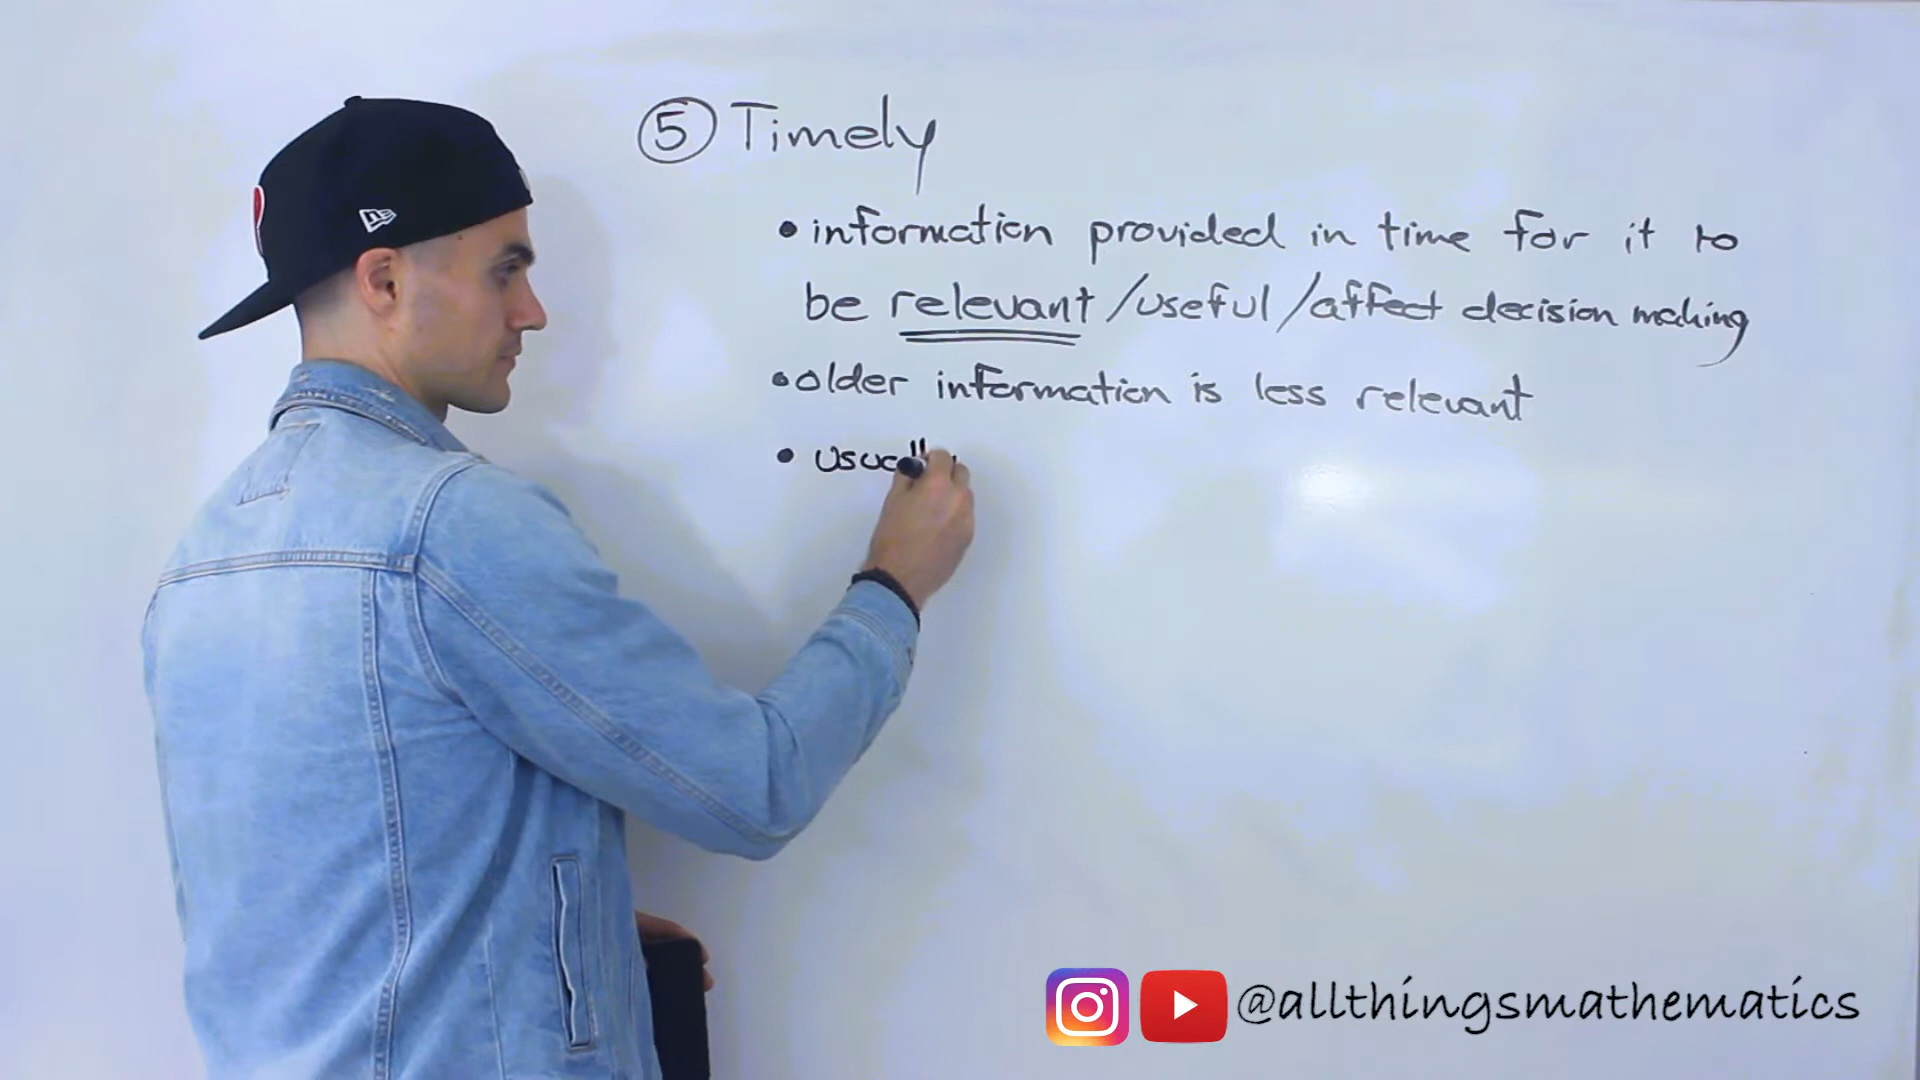 ⑤ Timely
• information provided in time for it to
be relevant /useful /affect decision making
• older information is less relevant
• usually
@allthingsmathematics